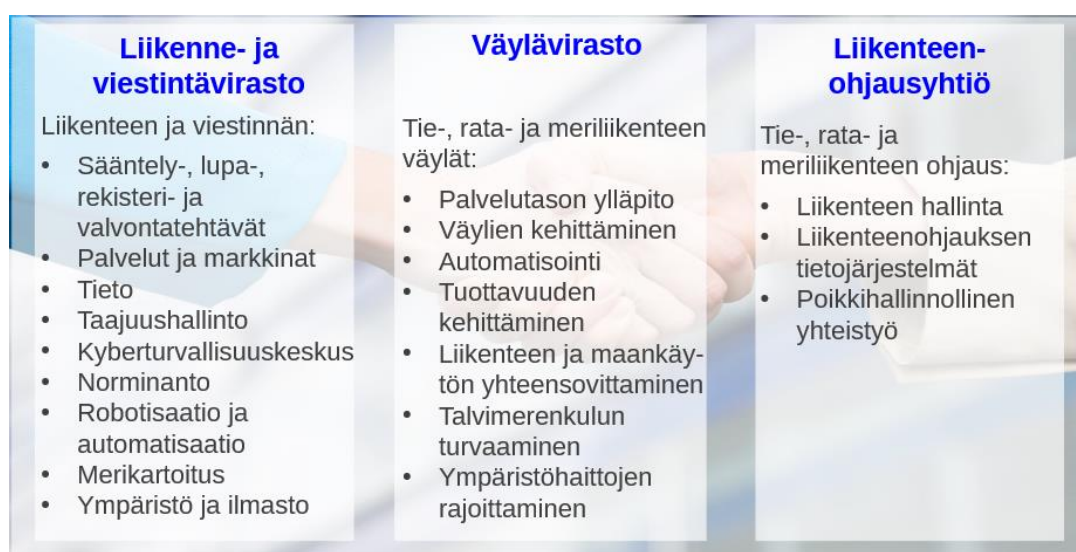 Liikenne- ja
viestintävirasto
Liikenteen ja viestinnän:
• Sääntely-, lupa-,
rekisteri- ja
valvontatehtävät
• Palvelut ja markkinat
• Tieto
• Taajuushallinto
• Kyberturvallisuuskeskus
• Norminanto
• Robotisaatio ja
automatisaatio
• Merikartoitus
• Ympäristö ja ilmasto
Väylävirasto
Tie-, rata- ja meriliikenteen
väylät:
• Palvelutason ylläpito
• Väylien kehittäminen
• Automatisointi
• Tuottavuuden
kehittäminen
• Liikenteen ja maankäy-
tön yhteensovittaminen
• Talvimerenkulun
turvaaminen
• Ympäristöhaittojen
rajoittaminen
Liikenteen-
ohjausyhtiö
Tie-, rata- ja
meriliikenteen ohjaus:
• Liikenteen hallinta
• Liikenteenohjauksen
tietojärjestelmät
• Poikkihallinnollinen
yhteistyö